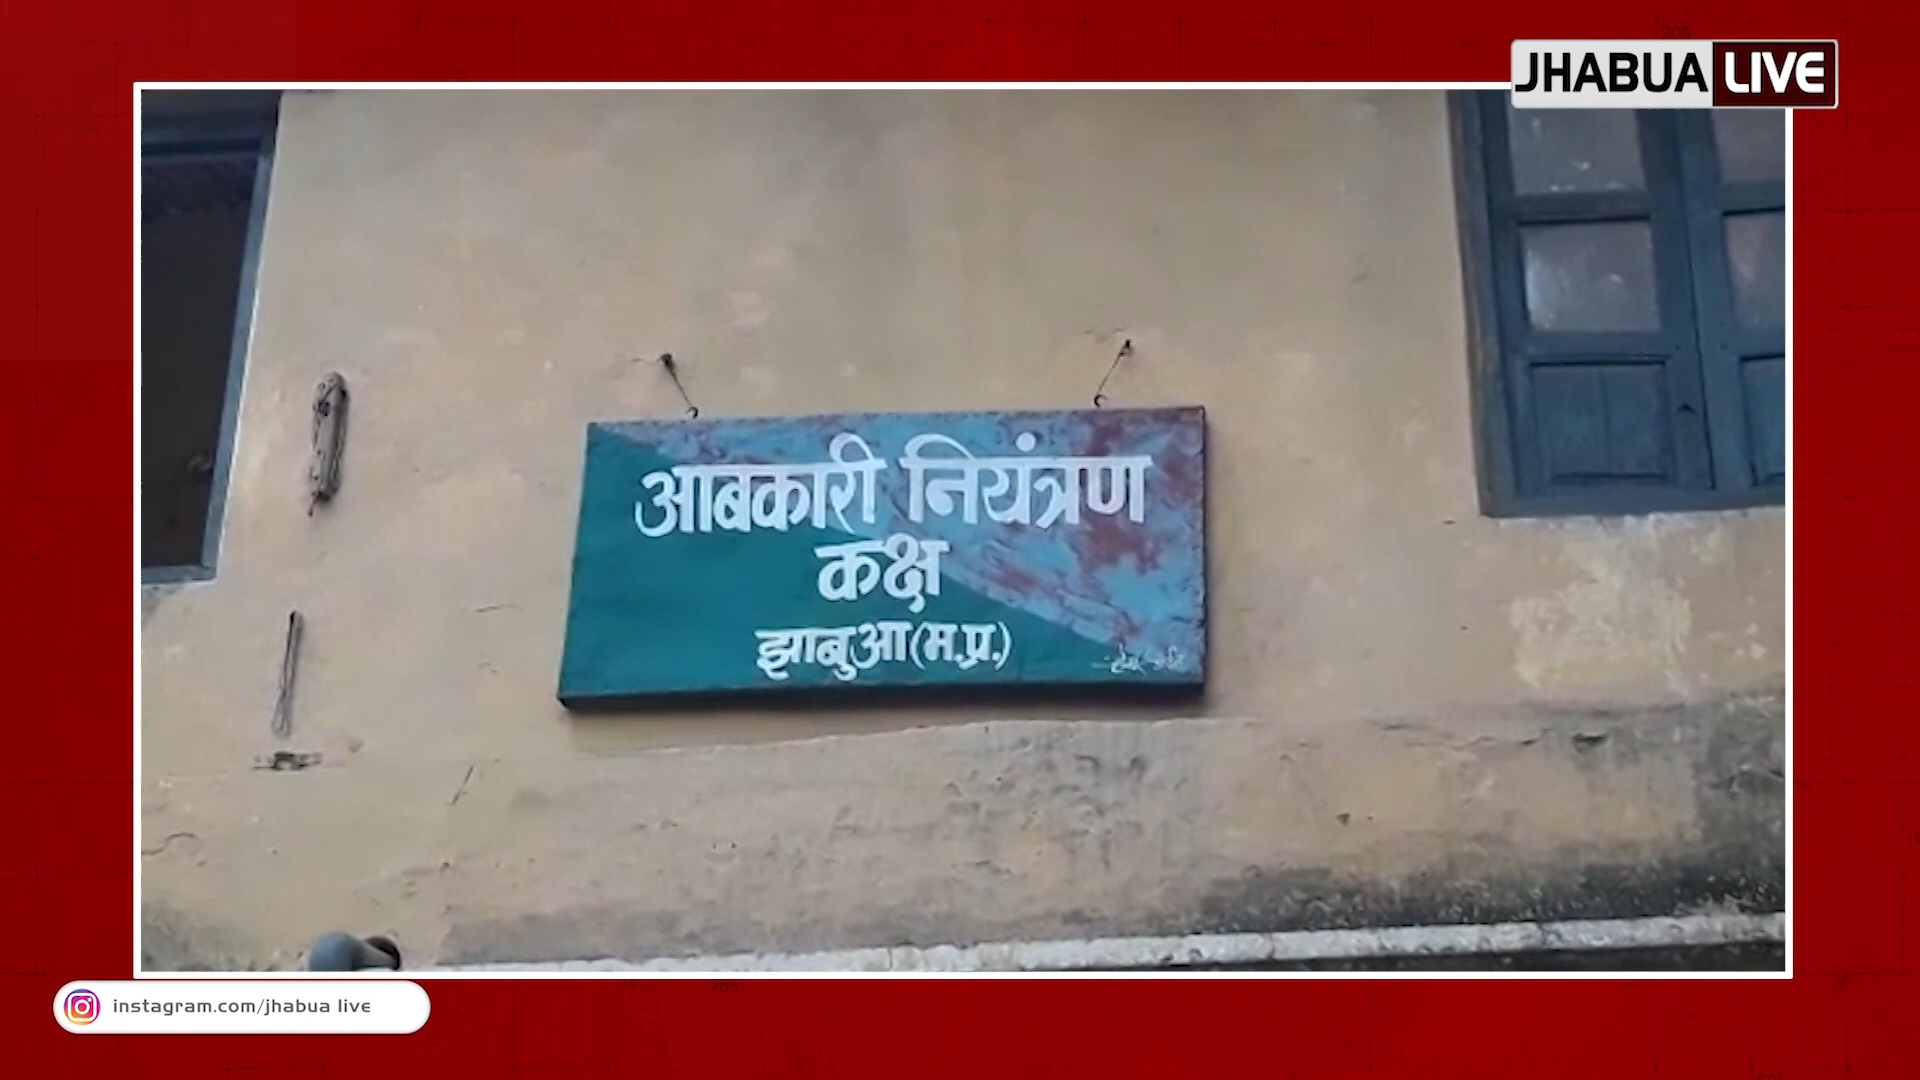 JHABUA LIVE
आबकारी नियंत्रण
कक्ष
झाबुआ (म.प्र.)
instagram.com/jhabua live